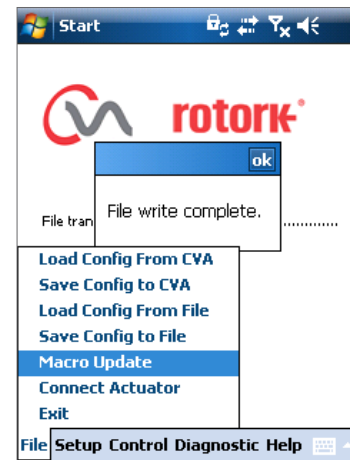 Start
rotork
ok
File write complete.
File tran ............
Load Config From CVA
Save Config to CVA
Load Config From File
Save Config to File
Macro Update
Connect Actuator
Exit
File Setup Control Diagnostic Help